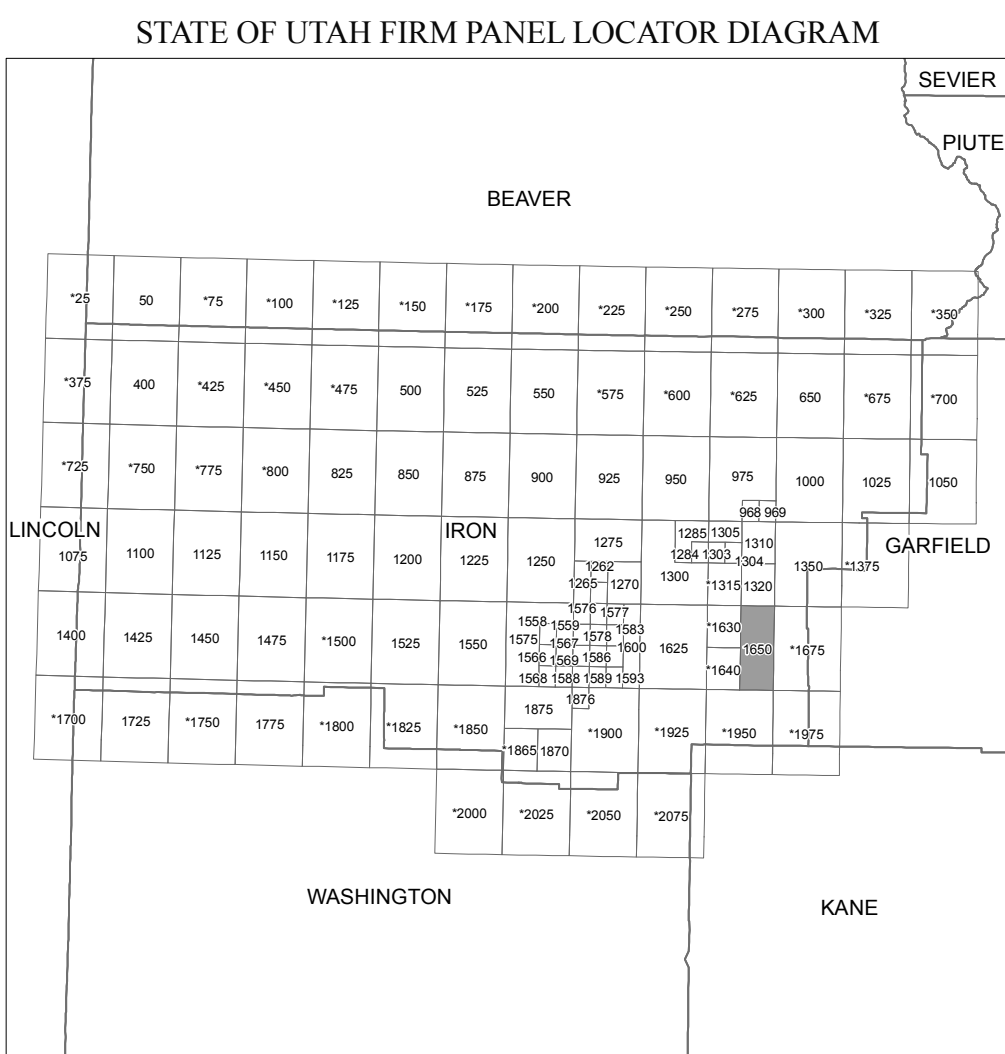 STATE OF UTAH FIRM PANEL LOCATOR DIAGRAM
SEVIER
PIUTE
BEAVER
*25 50 *75 *100 *125 *150 *175 *200 *225 *250 *275 *300 *325 *350
*375 400 *425 *450 *475 500 525 550 *575 *600 *625 650 *675 *700
*725 *750 *775 *800 825 850 875 900 925 950 975 1000 1025 1050
968 969
LINCOLN IRON GARFIELD
1285 1305
1275 1310
1075 1100 1125 1150 1175 1200 1225 1250 1284 1303 1304 1350 *1375
1262 1300
1265 1270 *1315 1320
1576 1577
1558 1559 1583 *1630
1400 1425 1450 1475 *1500 1525 1550 1575 1567 1578 1600 1625 1650 *1675
1566 1569 1586 *1640
1568 1588 1589 1593
1876
*1700 1725 *1750 1775 *1800 *1825 *1850 1875 *1900 *1925 *1950 *1975
*1865 1870
*2000 *2025 *2050 *2075
WASHINGTON
KANE